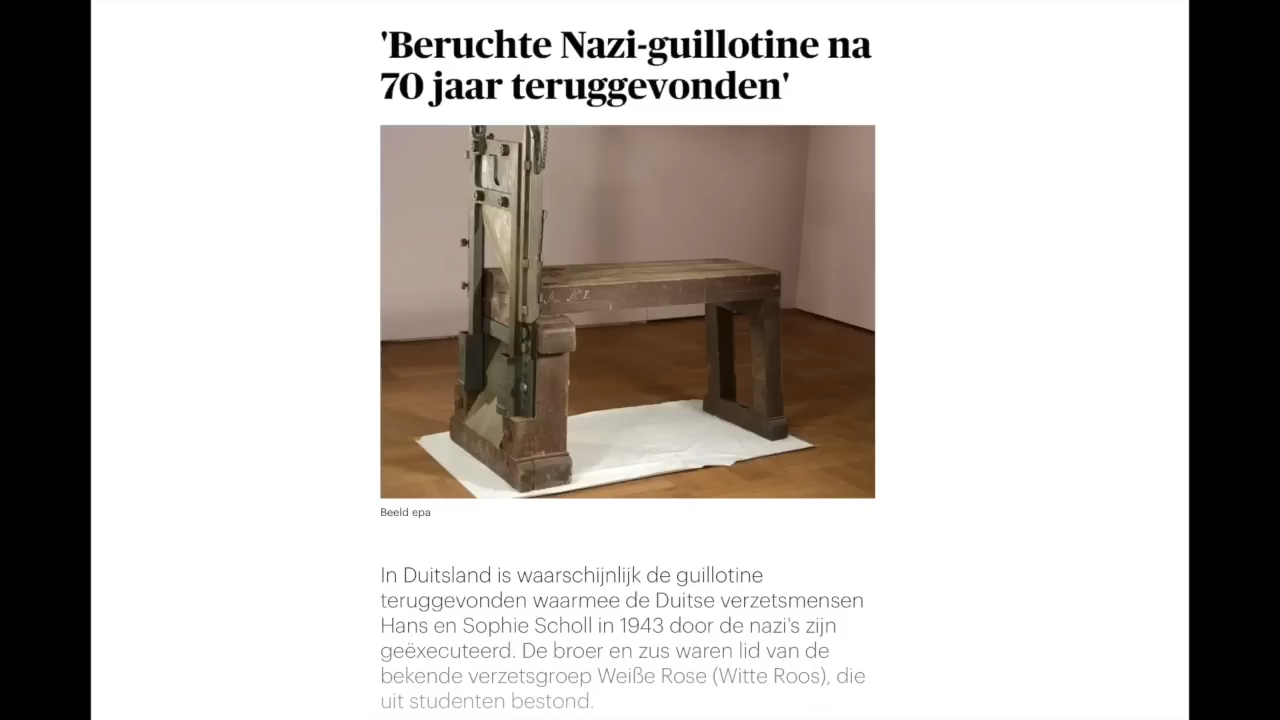 'Beruchte Nazi-guillotine na
70 jaar teruggevonden'
Beeld epa
In Duitsland is waarschijnlijk de guillotine
teruggevonden waarmee de Duitse verzetsmensen
Hans en Sophie Scholl in 1943 door de nazi's zijn
geëxecuteerd. De broer en zus waren lid van de
bekende verzetsgroep Weiße Rose (Witte Roos), die
uit studenten bestond.